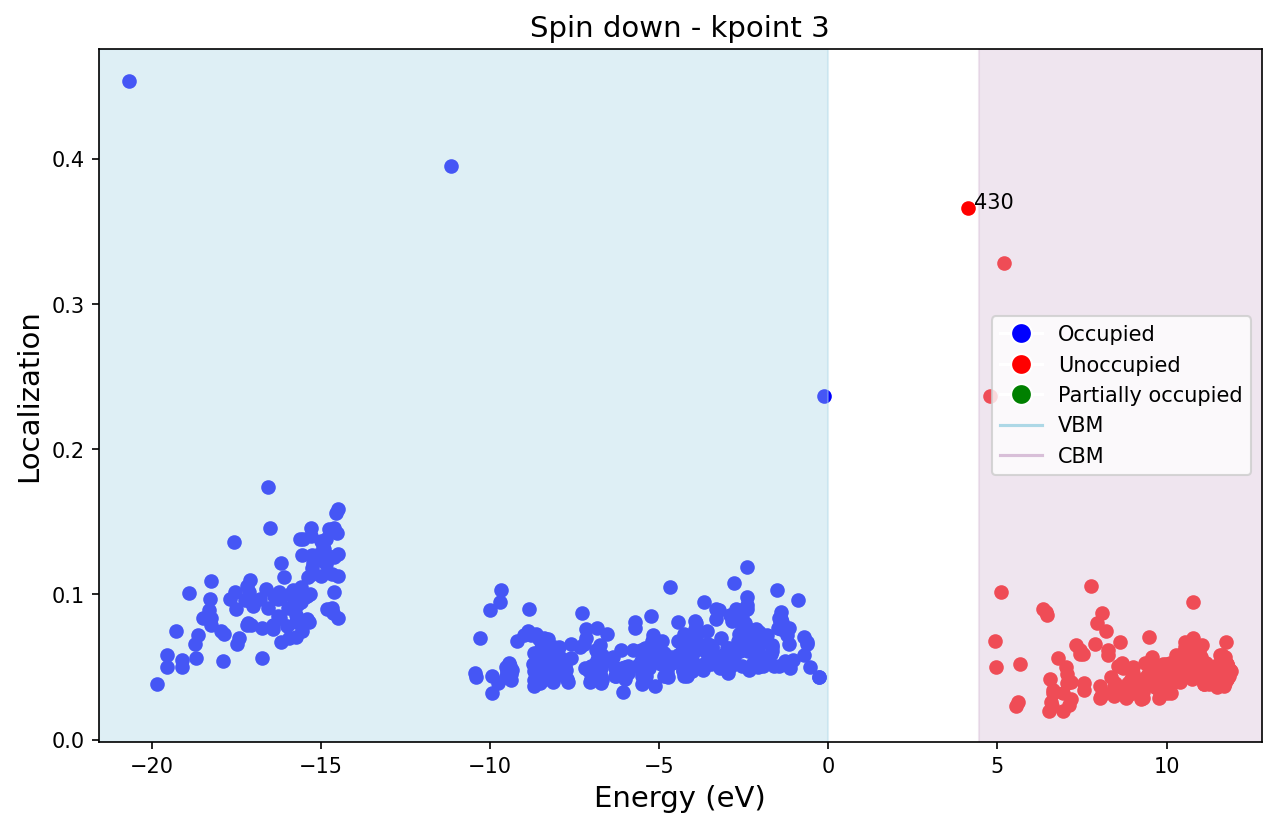 Spin down - kpoint 3
Localization
0.4
0.3
0.2
0.1
0.0
430
Occupied
Unoccupied
Partially occupied
VBM
CBM
−20
−15
−10
−5
0
5
10
Energy (eV)